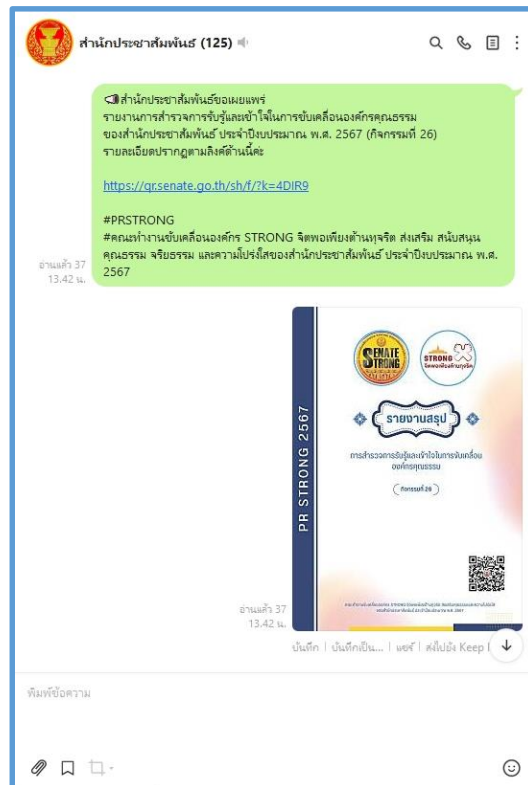 สำนักประชาสัมพันธ์ (125)
สำนักประชาสัมพันธ์ขอเผยแพร่
รายงานการสำรวจการรับรู้และเข้าใจในการขับเคลื่อนองค์กรคุณธรรม
ของสำนักประชาสัมพันธ์ ประจำปีงบประมาณ พ.ศ. 2567 (กิจกรรมที่ 26)
รายละเอียดปรากฏตามลิงค์ด้านนี้ค่ะ
https://qr.senate.go.th/sh/f/?k=4DIR9
#PRSTRONG
#คณะทำงานขับเคลื่อนองค์กร STRONG จิตพอเพียงต้านทุจริต ส่งเสริม สนับสนุน
คุณธรรม จริยธรรม และความโปร่งใสของสำนักประชาสัมพันธ์ ประจำปีงบประมาณ พ.ศ.
2567
อ่านแล้ว 37
13.42 น.
PR STRONG 2567
SENATE
STRONG
STRONG
จิตพอเพียงต้านทุจริต
รายงานสรุป
การสำรวจการรับรู้และเข้าใจในการขับเคลื่อน
องค์กรคุณธรรม
(กิจกรรมที่ 26)
อ่านแล้ว 37
13.42 น.
บันทึก | บันทึกเป็น... | แชร์ | ส่งไปยัง Keep
พิมพ์ข้อความ